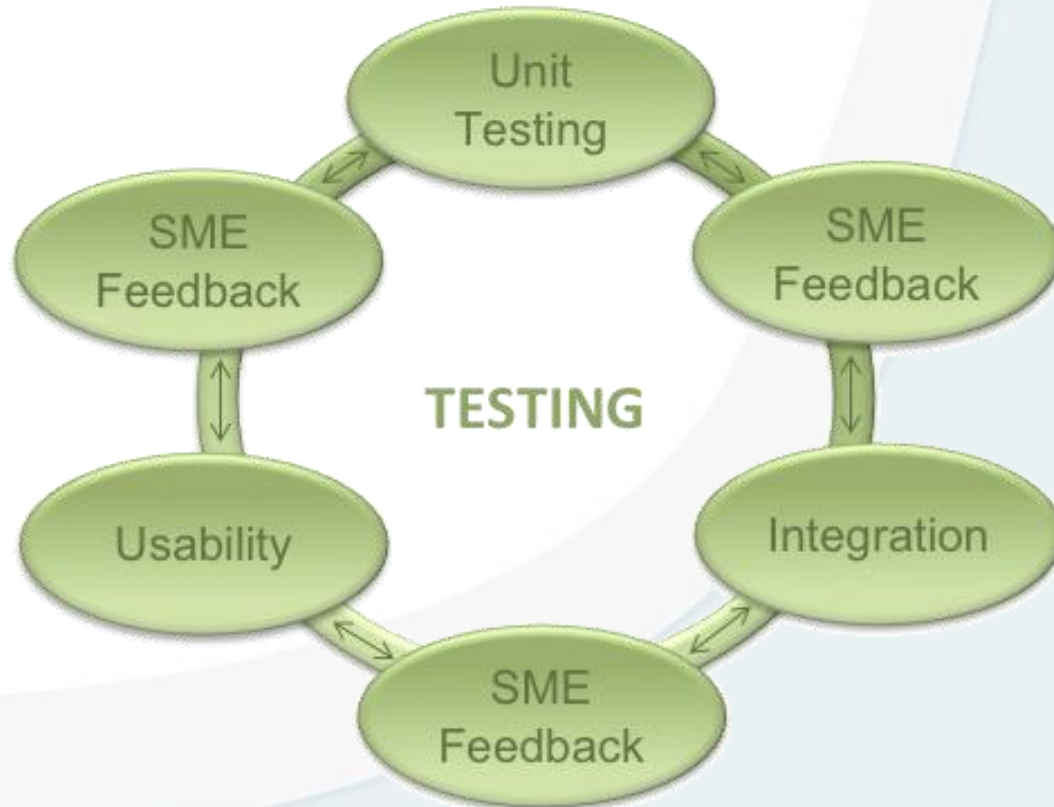 Unit
Testing
SME
Feedback
SME
Feedback
TESTING
Usability
Integration
SME
Feedback